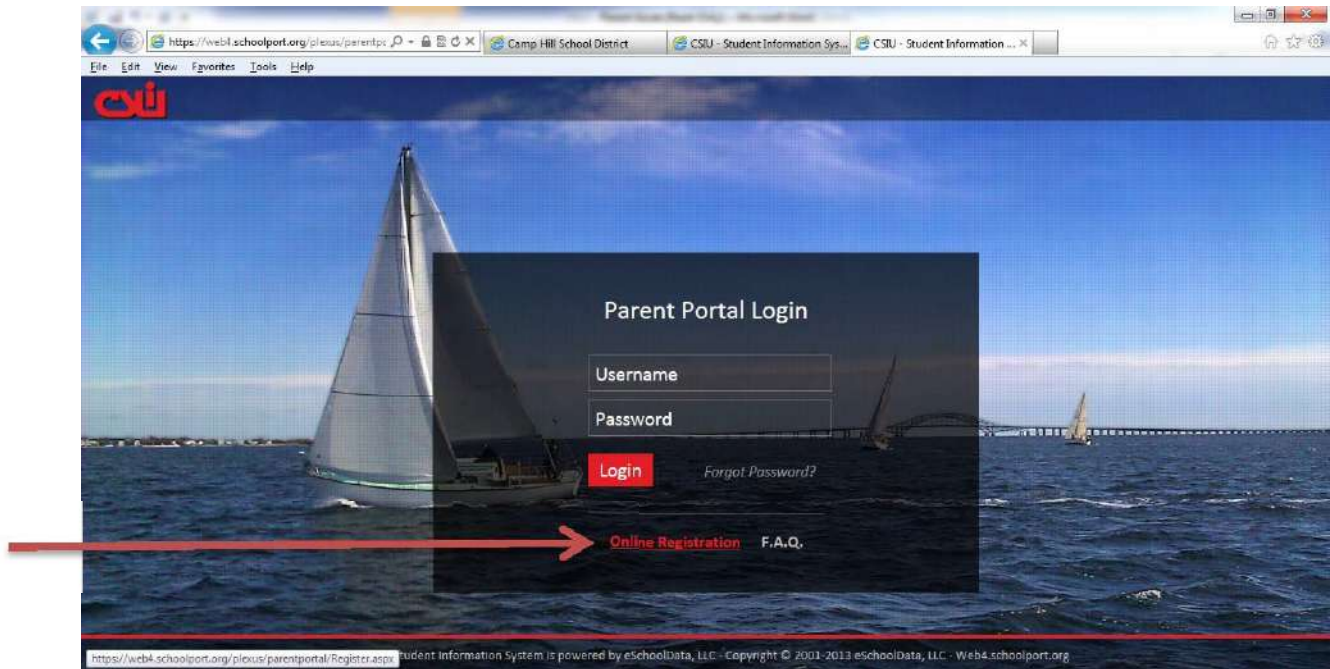 https://web4.schoolport.org/plexus/parentpc
Camp Hill School District
CSIU - Student Information Sys...
CSIU - Student Information ...
File Edit View Favorites Tools Help
CSIU
Parent Portal Login
Username
Password
Login
Forgot Password?
Online Registration
F.A.Q.
https://web4.schoolport.org/plexus/parentportal/Register.aspx
tudent Information System is powered by eSchoolData, LLC - Copyright © 2001-2013 eSchoolData, LLC - Web4.schoolport.org